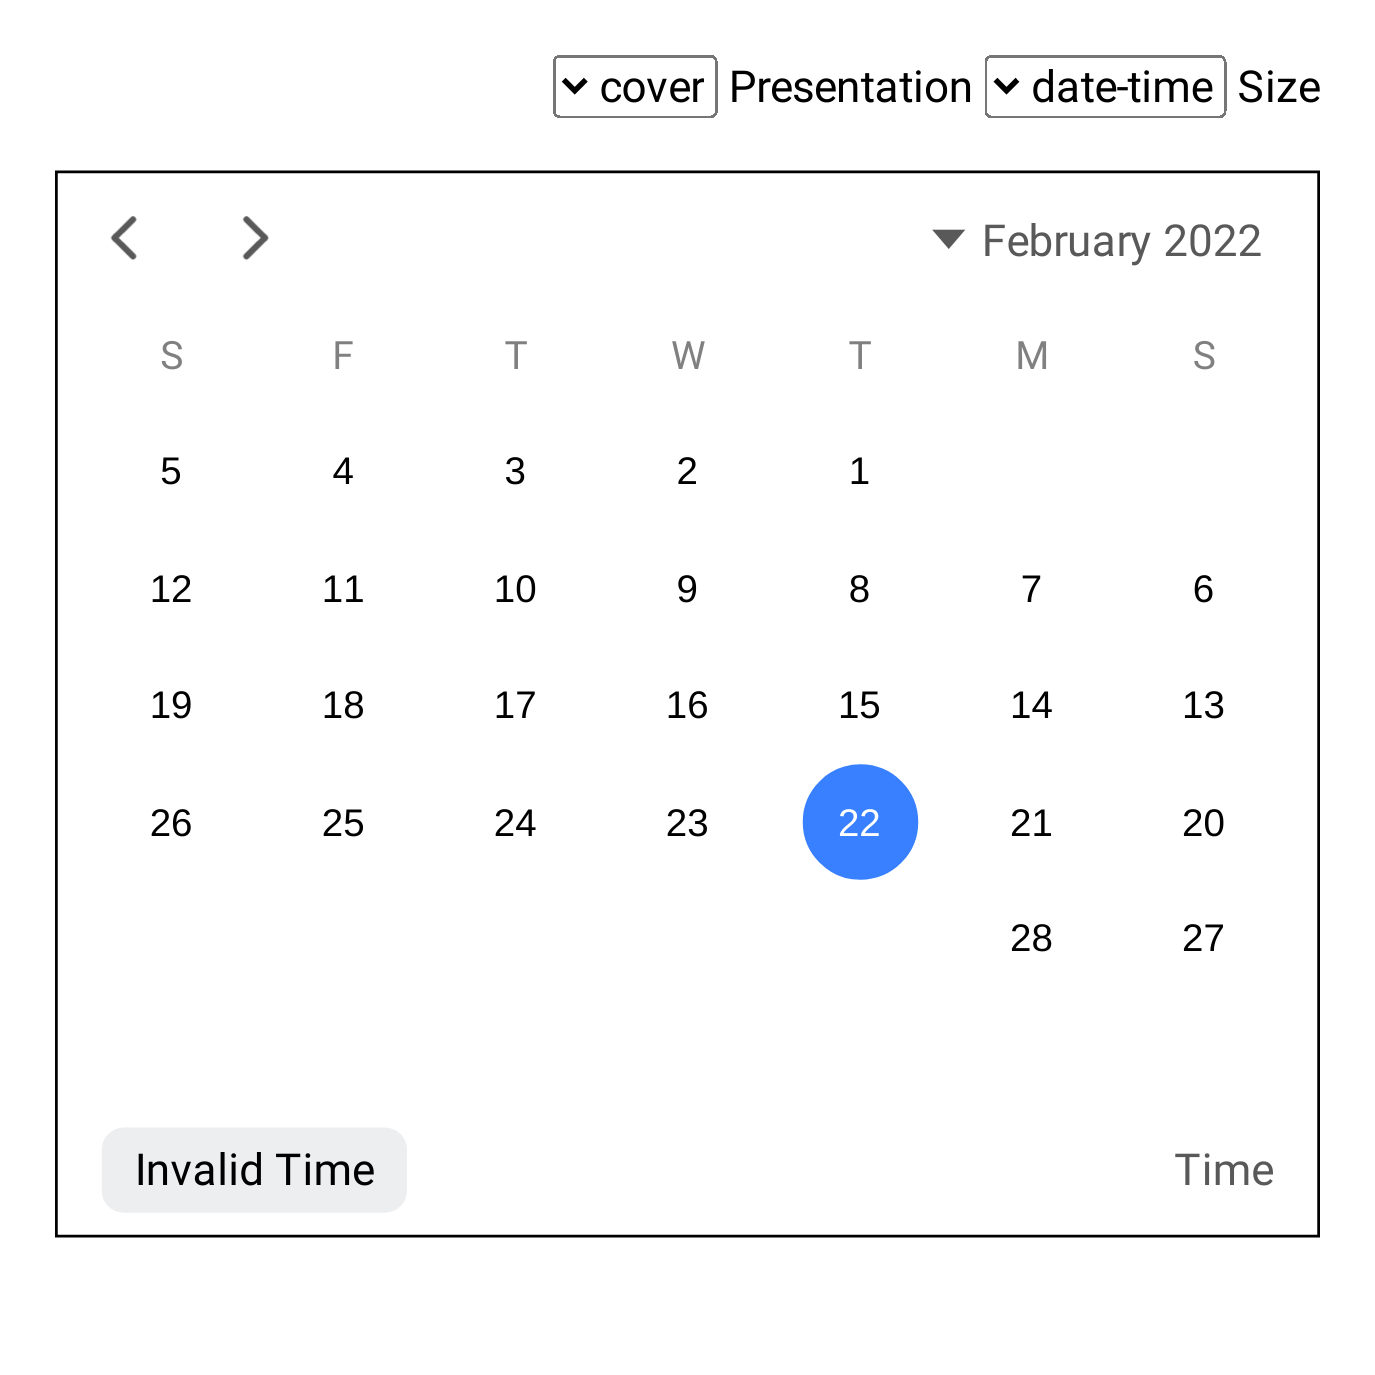 cover Presentation date-time Size
February 2022
S F T W T M S
5 4 3 2 1
12 11 10 9 8 7 6
19 18 17 16 15 14 13
26 25 24 23 22 21 20
28 27
Invalid Time Time